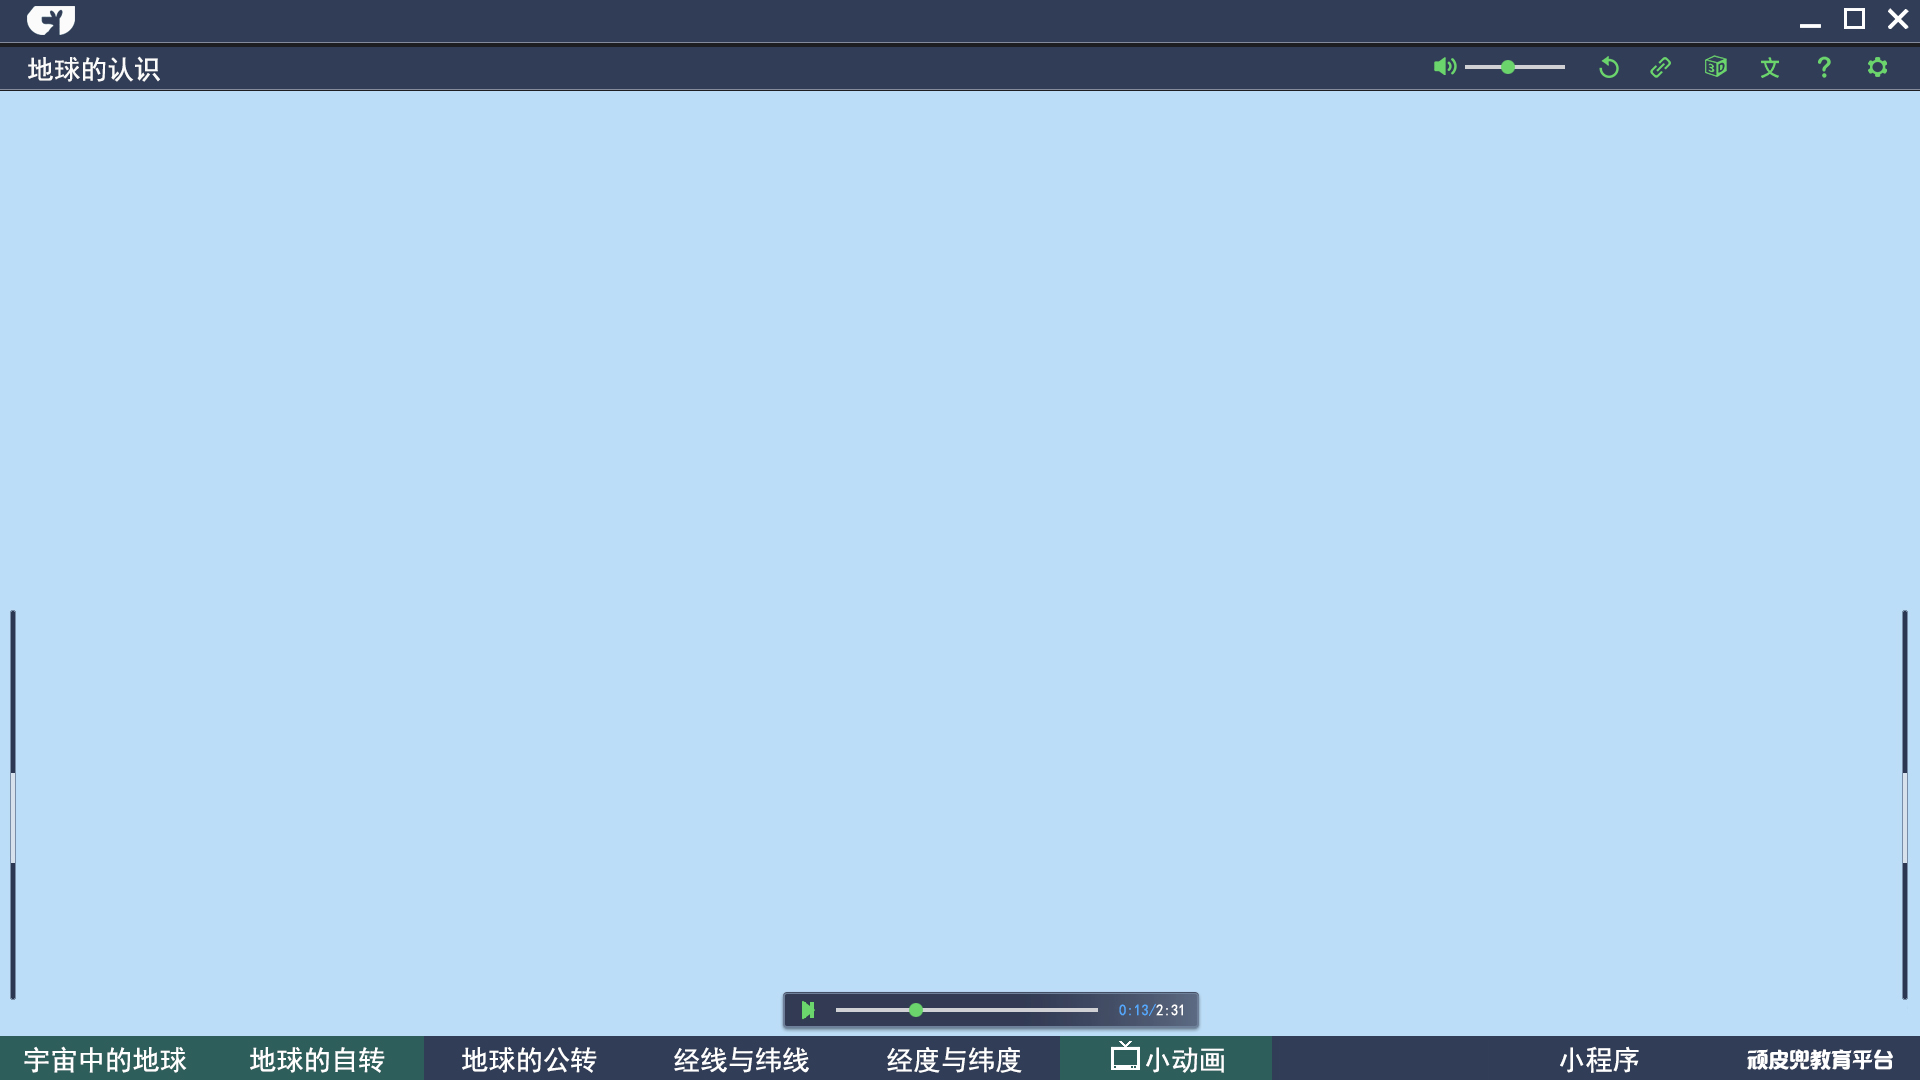 地球的认识
3D
文
?
0:13/2:31
宇宙中的地球 地球的自转 地球的公转 经线与纬线 经度与纬度 小动画 小程序 顽皮兜教育平台